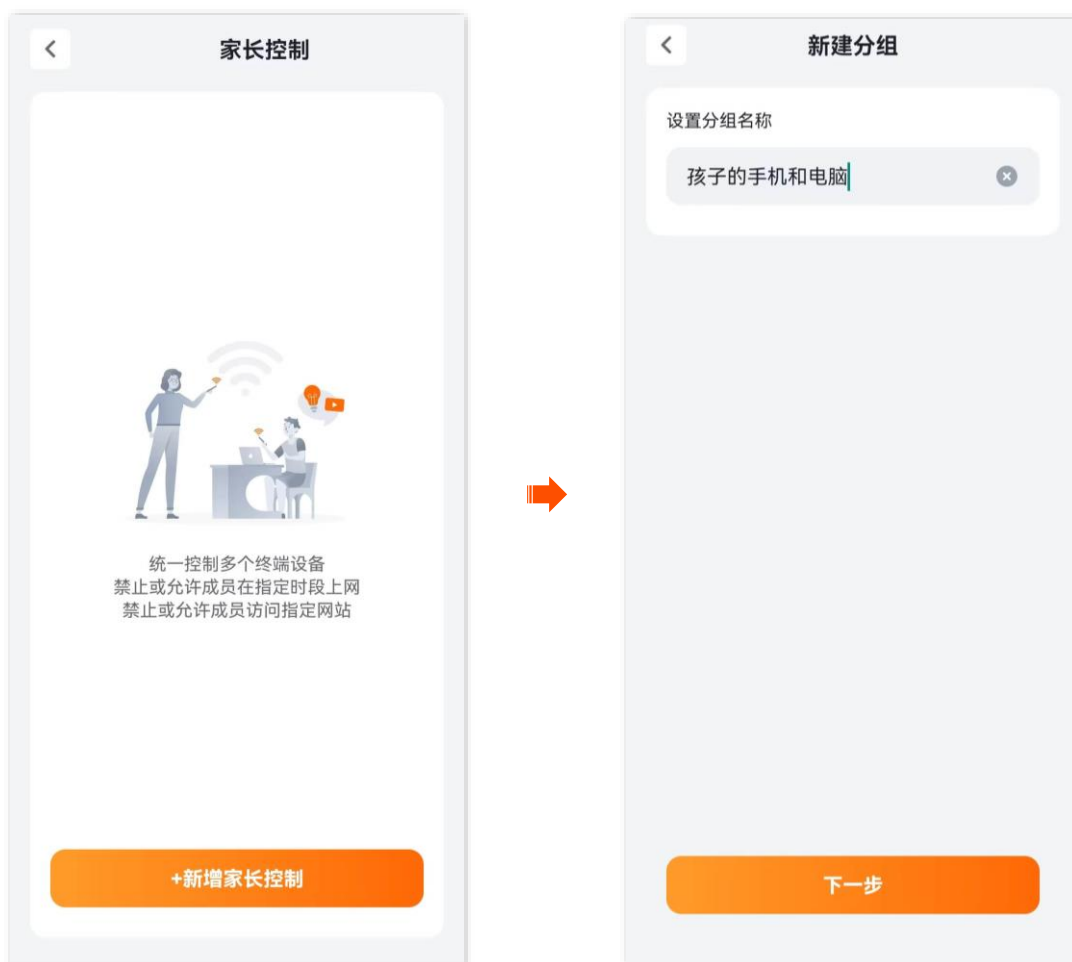 家长控制
统一控制多个终端设备
禁止或允许成员在指定时段上网
禁止或允许成员访问指定网站
+新增家长控制
新建分组
设置分组名称
孩子的手机和电脑
下一步